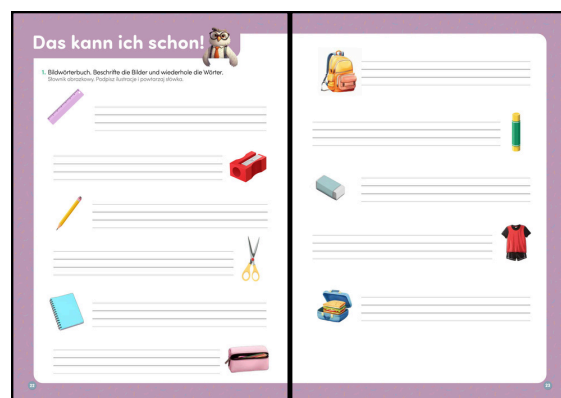 Das kann ich schon!
1. Bildwörterbuch. Beschrifte die Bilder und wiederhole die Wörter.
Słownik obrazkowy. Podpisz ilustracje i powtarzaj słówka.